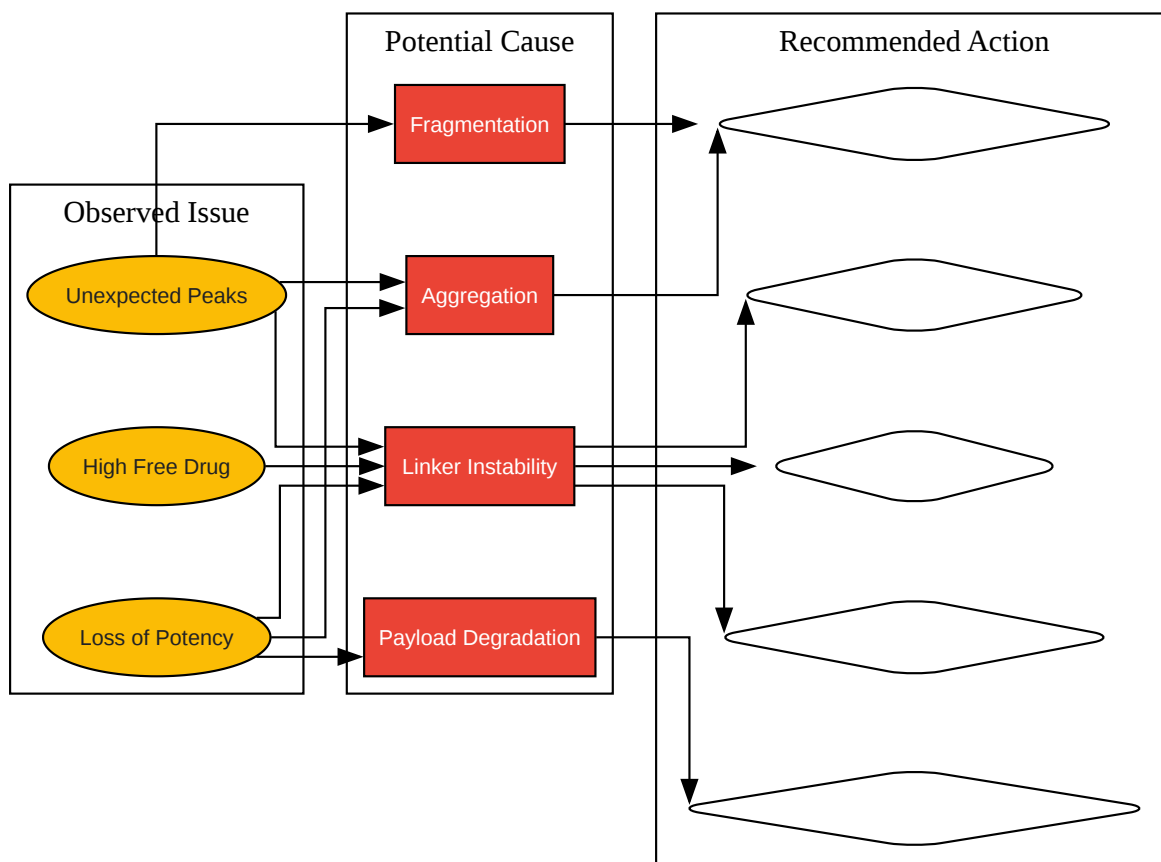 Potential Cause
Recommended Action
Fragmentation
Observed Issue
Unexpected Peaks
Aggregation
High Free Drug
Linker Instability
Loss of Potency
Payload Degradation